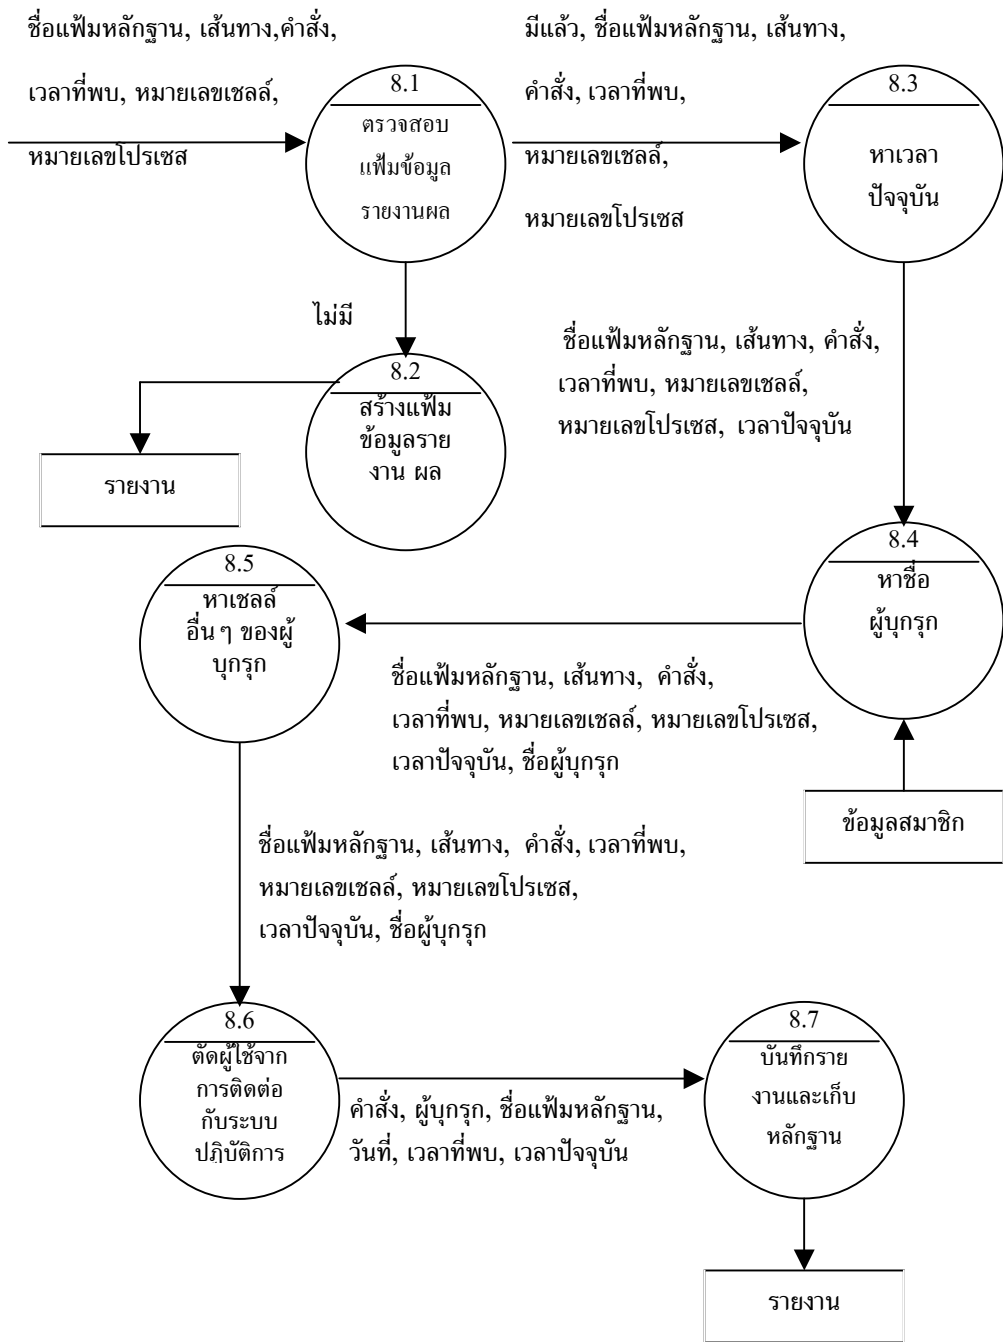 ชื่อแฟ้มหลักฐาน, เส้นทาง,คำสั่ง,
เวลาที่พบ, หมายเลขเชลล์,
หมายเลขโปรเซส
8.1
ตรวจสอบ
แฟ้มข้อมูล
รายงานผล
มีแล้ว, ชื่อแฟ้มหลักฐาน, เส้นทาง,
คำสั่ง, เวลาที่พบ,
หมายเลขเชลล์,
หมายเลขโปรเซส
8.3
หาเวลา
ปัจจุบัน
ไม่มี
8.2
สร้างแฟ้ม
ข้อมูลราย
งาน ผล
รายงาน
ชื่อแฟ้มหลักฐาน, เส้นทาง, คำสั่ง,
เวลาที่พบ, หมายเลขเชลล์,
หมายเลขโปรเซส, เวลาปัจจุบัน
8.4
หาชื่อ
ผู้บุกรุก
8.5
หาเชลล์
อื่น ๆ ของผู้
บุกรุก
ชื่อแฟ้มหลักฐาน, เส้นทาง, คำสั่ง,
เวลาที่พบ, หมายเลขเชลล์, หมายเลขโปรเซส,
เวลาปัจจุบัน, ชื่อผู้บุกรุก
ข้อมูลสมาชิก
ชื่อแฟ้มหลักฐาน, เส้นทาง, คำสั่ง, เวลาที่พบ,
หมายเลขเชลล์, หมายเลขโปรเซส,
เวลาปัจจุบัน, ชื่อผู้บุกรุก
8.6
ตัดผู้ใช้จาก
การติดต่อ
กับระบบ
ปฏิบัติการ
คำสั่ง, ผู้บุกรุก, ชื่อแฟ้มหลักฐาน,
วันที่, เวลาที่พบ, เวลาปัจจุบัน
8.7
บันทึกราย
งานและเก็บ
หลักฐาน
รายงาน